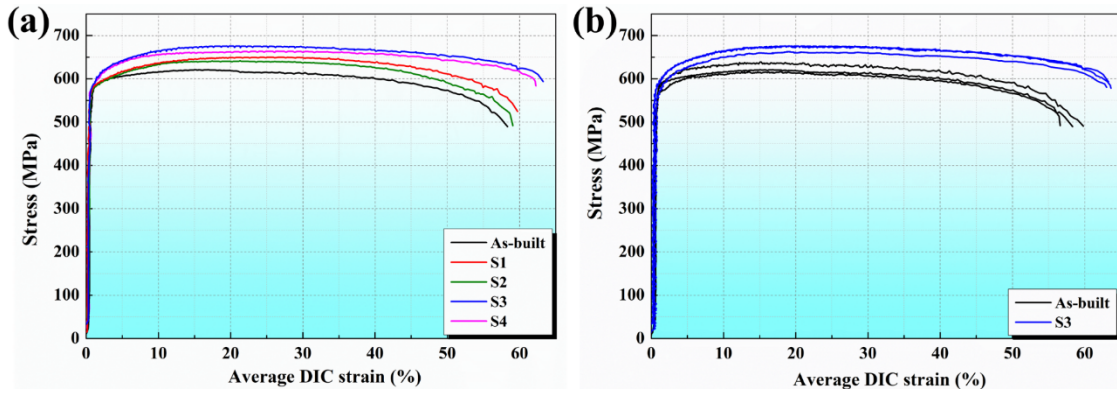 (a)
700
600
500
400
300
200
100
0
Stress (MPa)
As-built
S1
S2
S3
S4
0 10 20 30 40 50 60
Average DIC strain (%)
(b)
700
600
500
400
300
200
100
0
Stress (MPa)
As-built
S3
0 10 20 30 40 50 60
Average DIC strain (%)